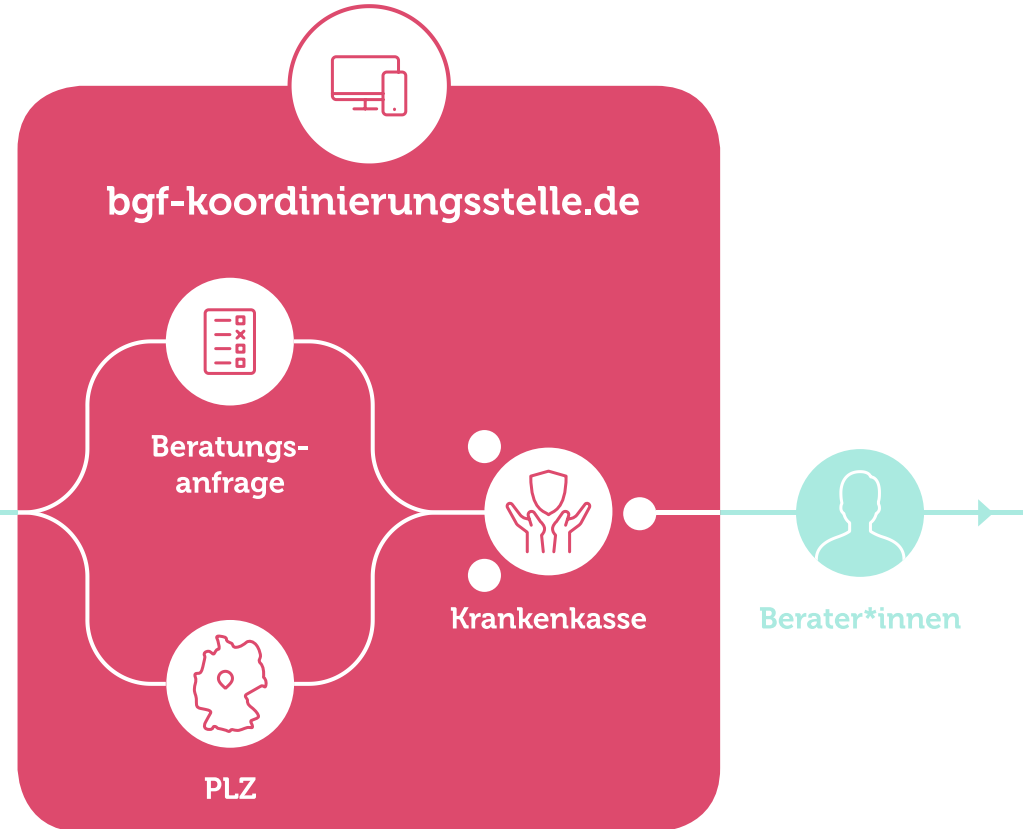 bgf-koordinierungsstelle.de
Beratungs-
anfrage
Krankenkasse
Berater*innen
PLZ